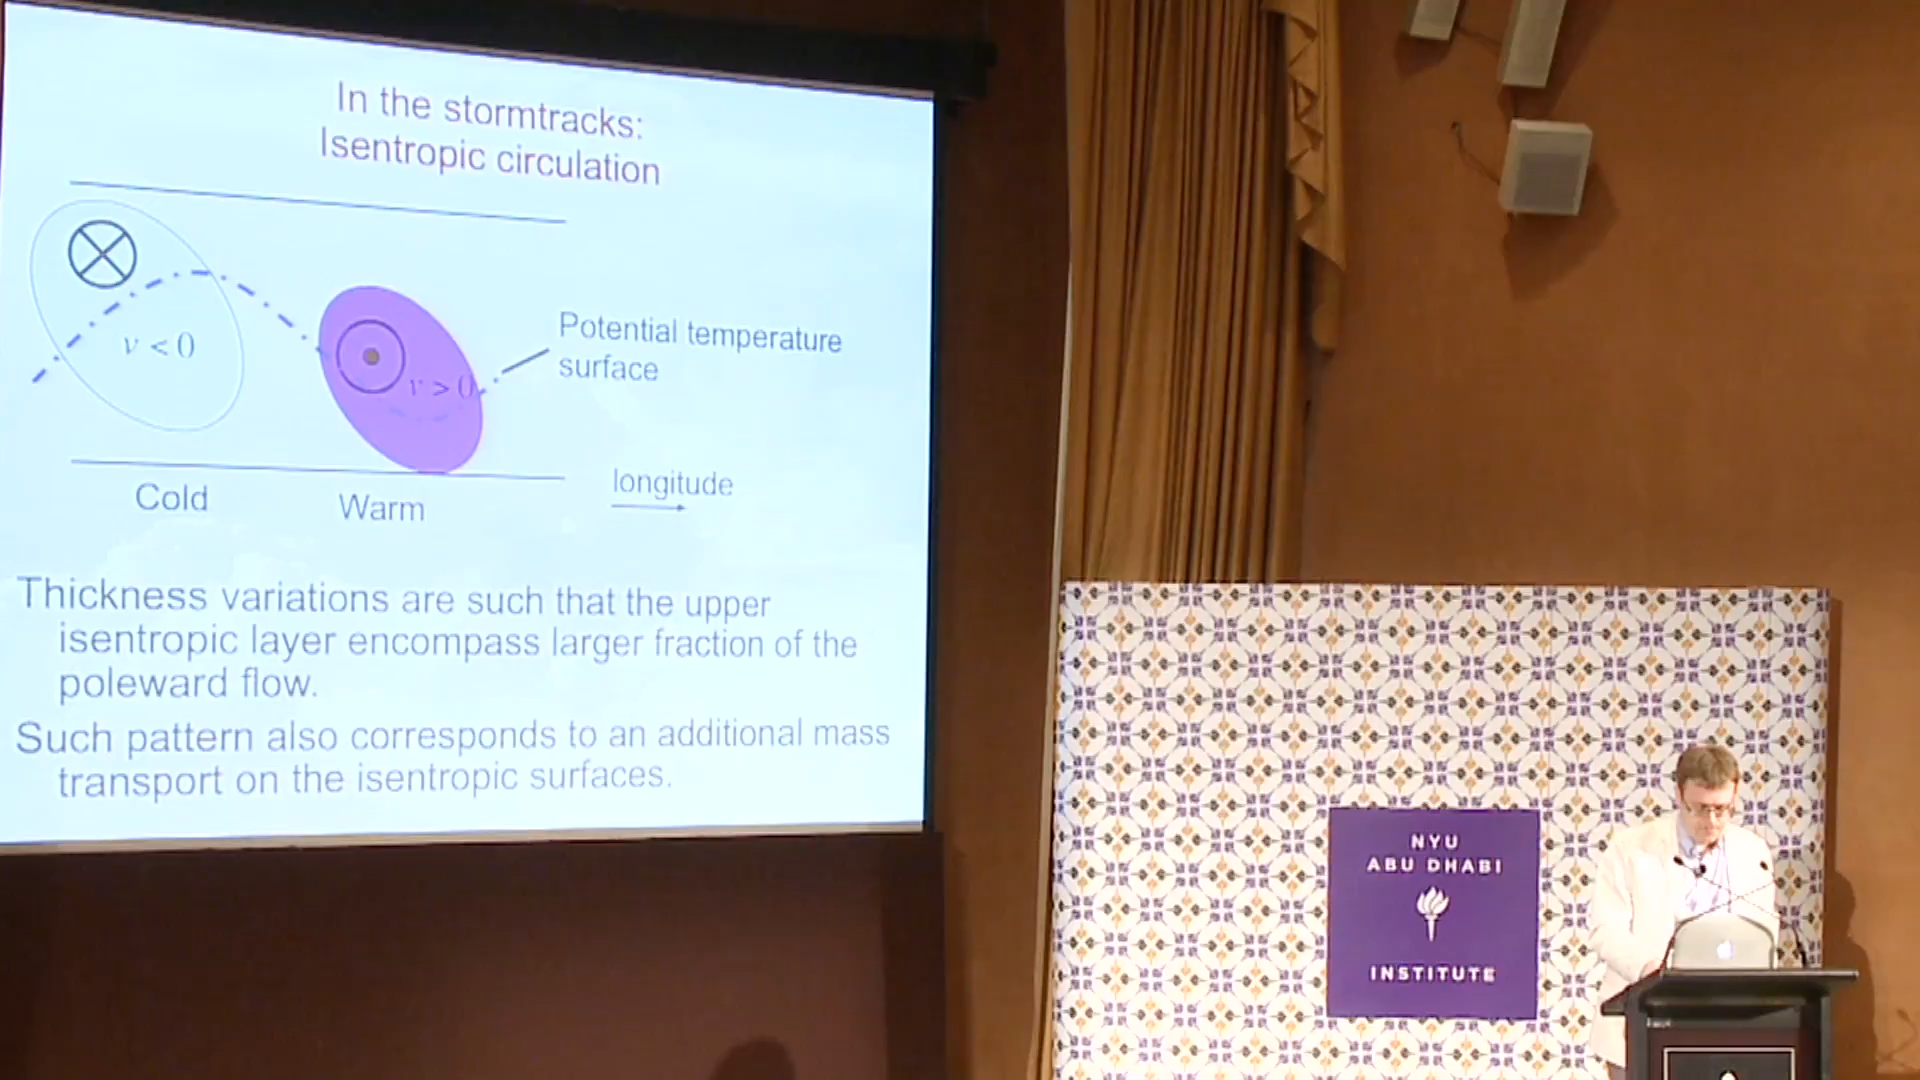 In the stormtracks:
Isentropic circulation
v < 0
v > 0
Potential temperature
surface
longitude
Cold
Warm
Thickness variations are such that the upper
isentropic layer encompass larger fraction of the
poleward flow.
Such pattern also corresponds to an additional mass
transport on the isentropic surfaces.
NYU
ABU DHABI
INSTITUTE